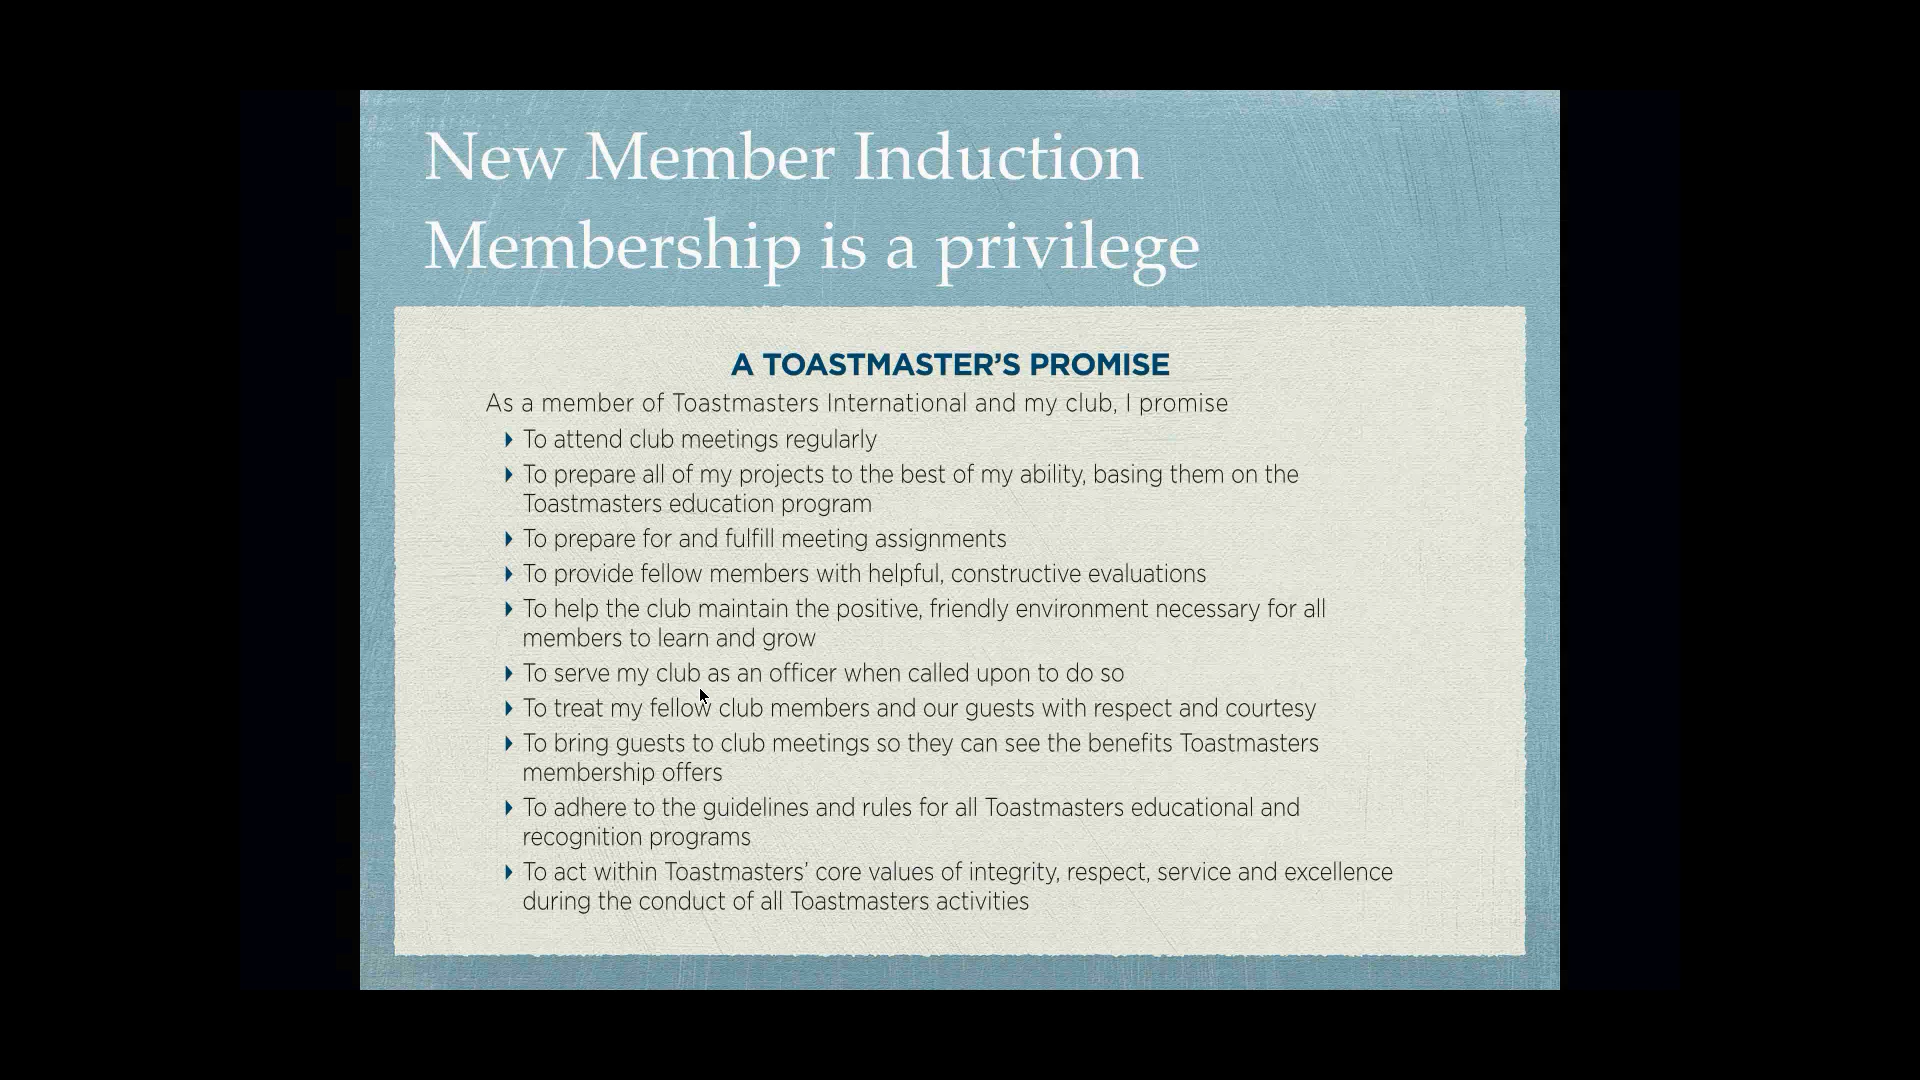 New Member Induction
Membership is a privilege
A TOASTMASTER’S PROMISE
As a member of Toastmasters International and my club, I promise
To attend club meetings regularly
To prepare all of my projects to the best of my ability, basing them on the
Toastmasters education program
To prepare for and fulfill meeting assignments
To provide fellow members with helpful, constructive evaluations
To help the club maintain the positive, friendly environment necessary for all
members to learn and grow
To serve my club as an officer when called upon to do so
To treat my fellow club members and our guests with respect and courtesy
To bring guests to club meetings so they can see the benefits Toastmasters
membership offers
To adhere to the guidelines and rules for all Toastmasters educational and
recognition programs
To act within Toastmasters’ core values of integrity, respect, service and excellence
during the conduct of all Toastmasters activities